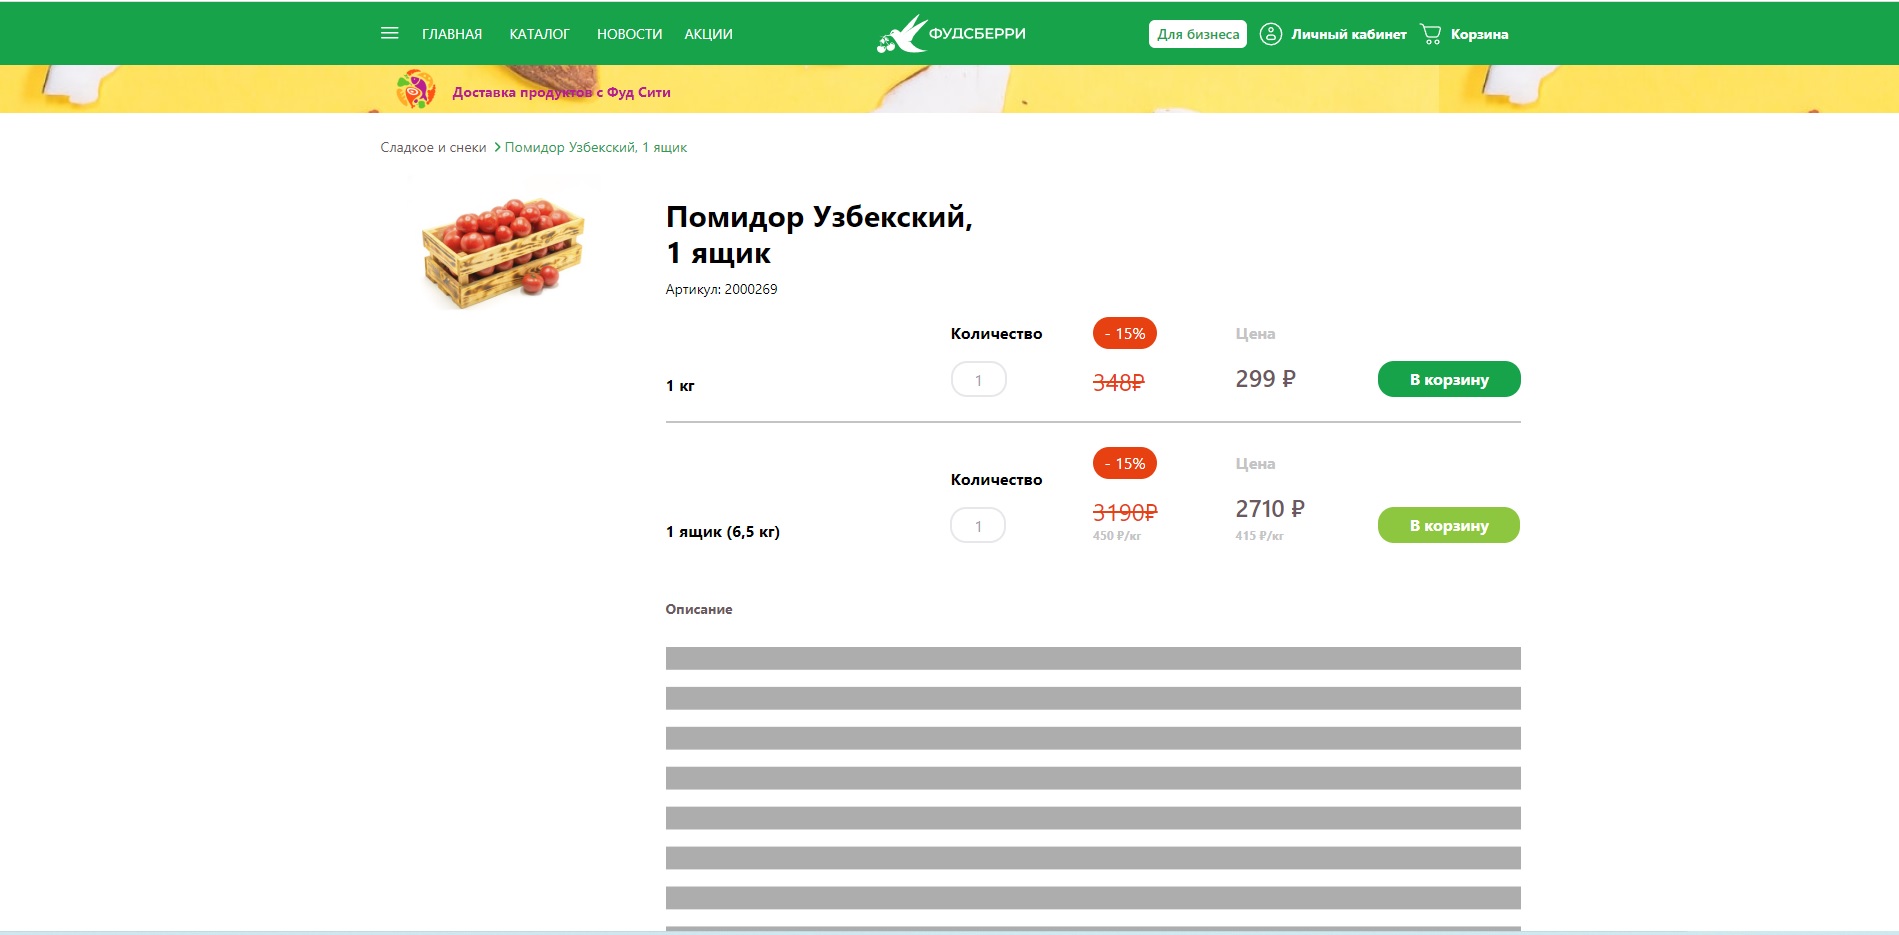 ГЛАВНАЯ КАТАЛОГ НОВОСТИ АКЦИИ ФУДСБЕРРИ Для бизнеса Личный кабинет Корзина
Доставка продуктов с Фуд Сити
Сладкое и снеки > Помидор Узбекский, 1 ящик
Помидор Узбекский,
1 ящик
Артикул: 2000269
Количество - 15% Цена
1 кг 1 348₽ 299 ₽ В корзину
Количество - 15% Цена
1 ящик (6,5 кг) 1 3190₽ 2710 ₽ В корзину
450 ₽/кг 415 ₽/кг
Описание